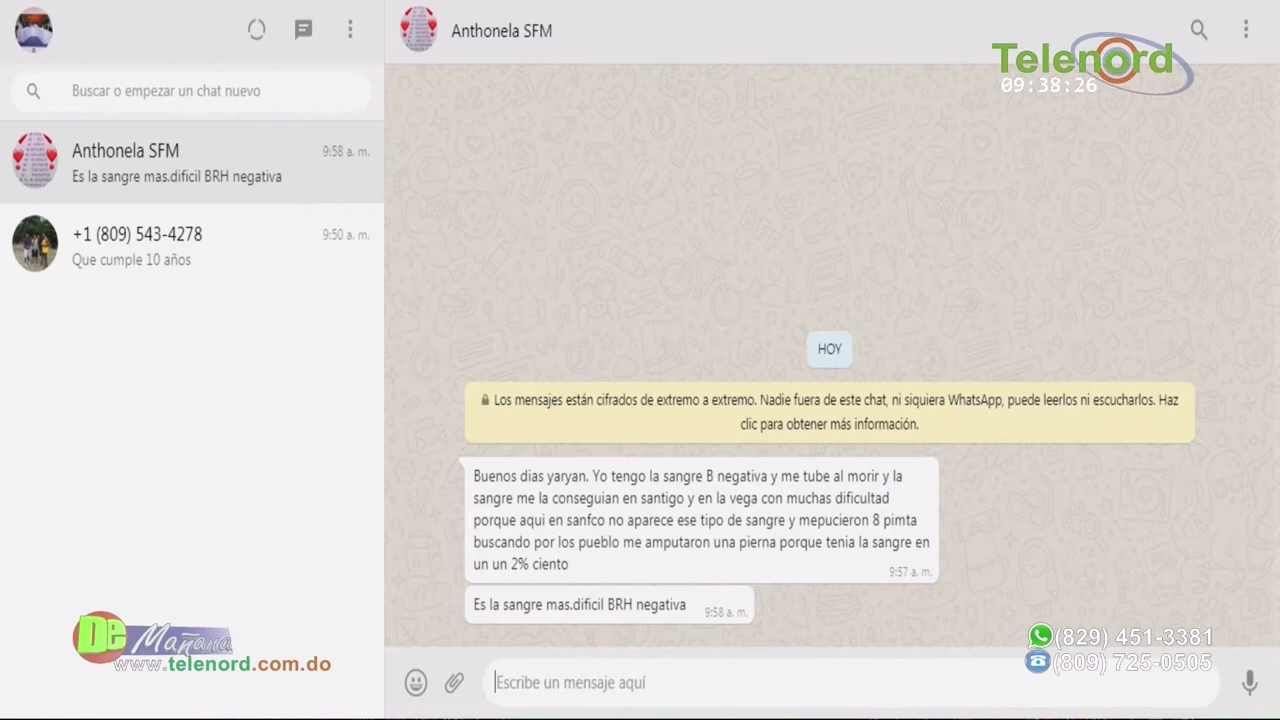 Anthonela SFM
Telenord
09:38:26
Buscar o empezar un chat nuevo
Anthonela SFM
9:58 a. m.
Es la sangre mas.dificil BRH negativa
+1 (809) 543-4278
9:50 a. m.
Que cumple 10 años
HOY
Los mensajes están cifrados de extremo a extremo. Nadie fuera de este chat, ni siquiera WhatsApp, puede leerlos ni escucharlos. Haz
clic para obtener más información.
Buenos dias yaryan. Yo tengo la sangre B negativa y me tube al morir y la
sangre me la conseguian en santigo y en la vega con muchas dificultad
porque aqui en sanfco no aparece ese tipo de sangre y mepucieron 8 pimta
buscando por los pueblo me amputaron una pierna porque tenia la sangre en
un un 2% ciento
9:57 a. m.
Es la sangre mas.dificil BRH negativa
9:58 a. m.
De Mañana
www.telenord.com.do
(829) 451-3381
(809) 725-0505
Escribe un mensaje aquí